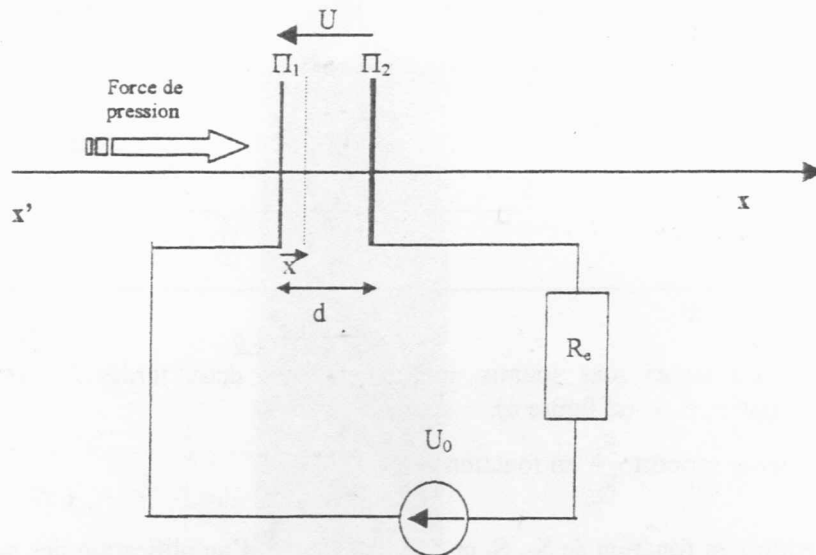 U
Π₁
Π₂
Force de
pression
x'
x
x
d
Rₑ
U₀